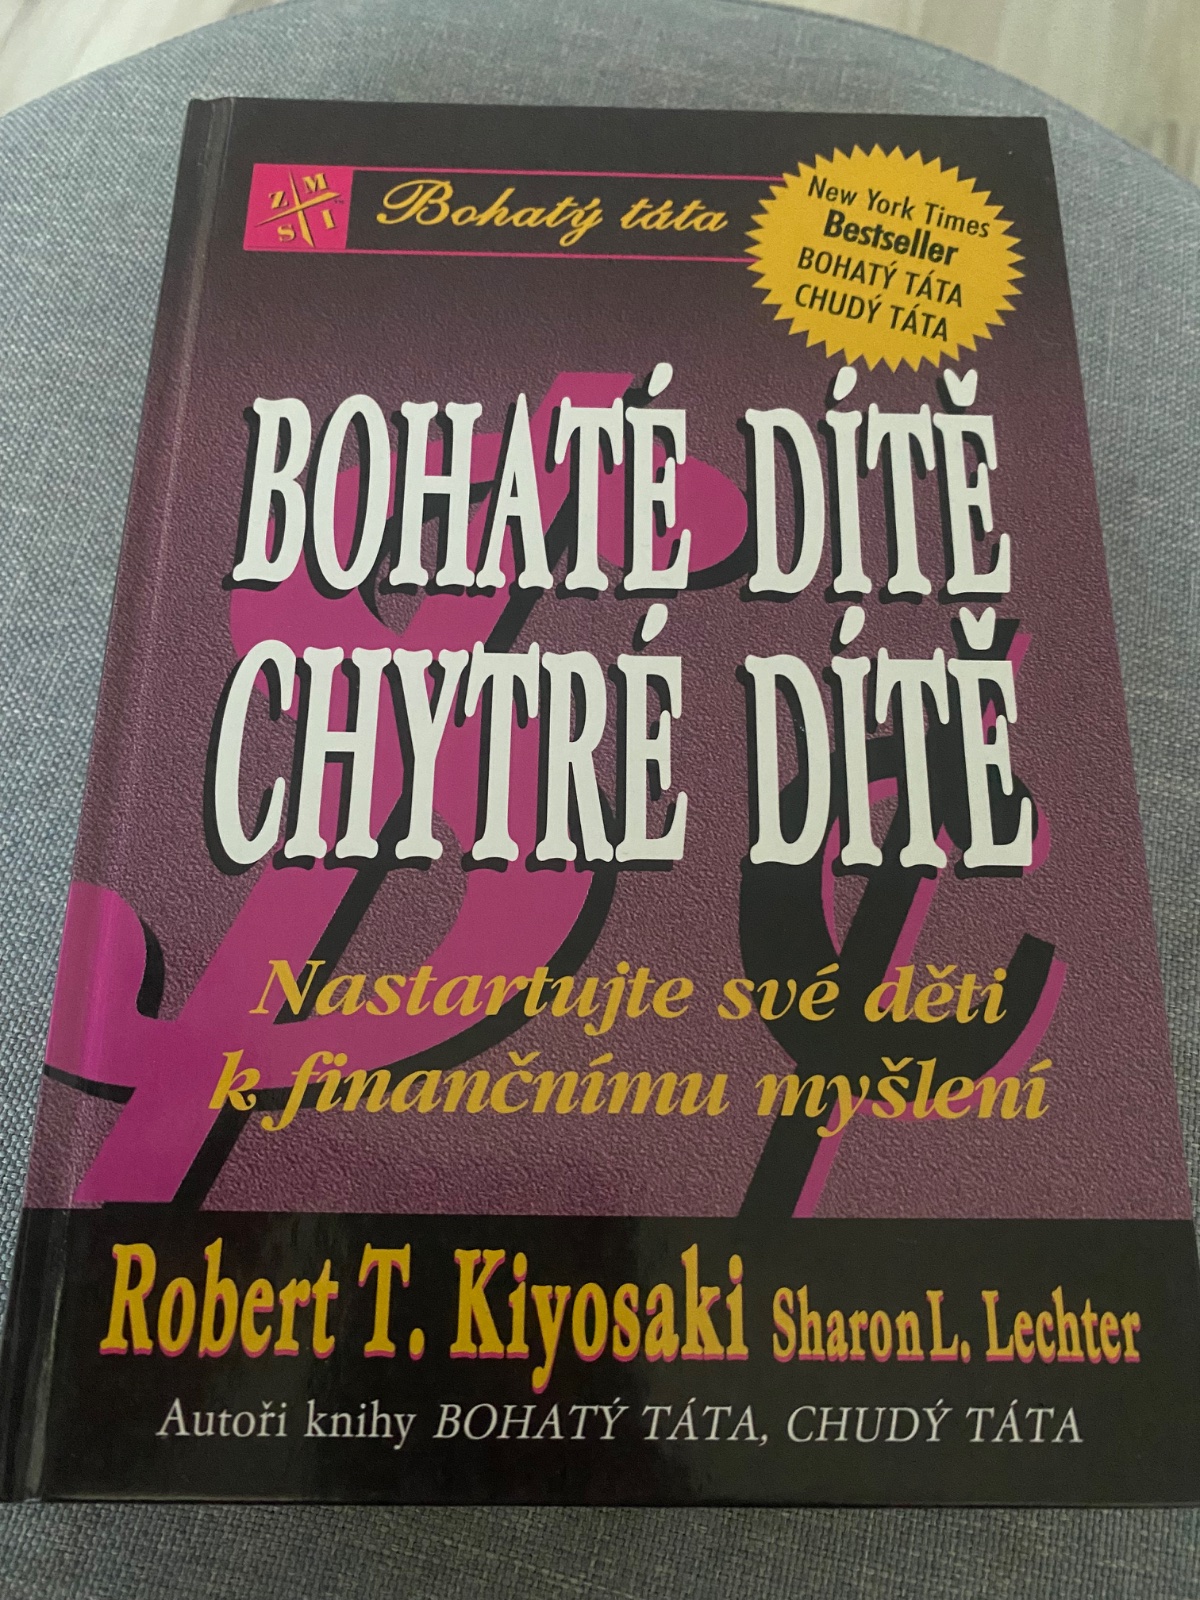 Z M
S I
Bohatý táta
New York Times
Bestseller
BOHATÝ TÁTA
CHUDÝ TÁTA
BOHATÉ DÍTĚ
CHYTRÉ DÍTĚ
Nastartujte své děti
k finančnímu myšlení
Robert T. Kiyosaki Sharon L. Lechter
Autoři knihy BOHATÝ TÁTA, CHUDÝ TÁTA